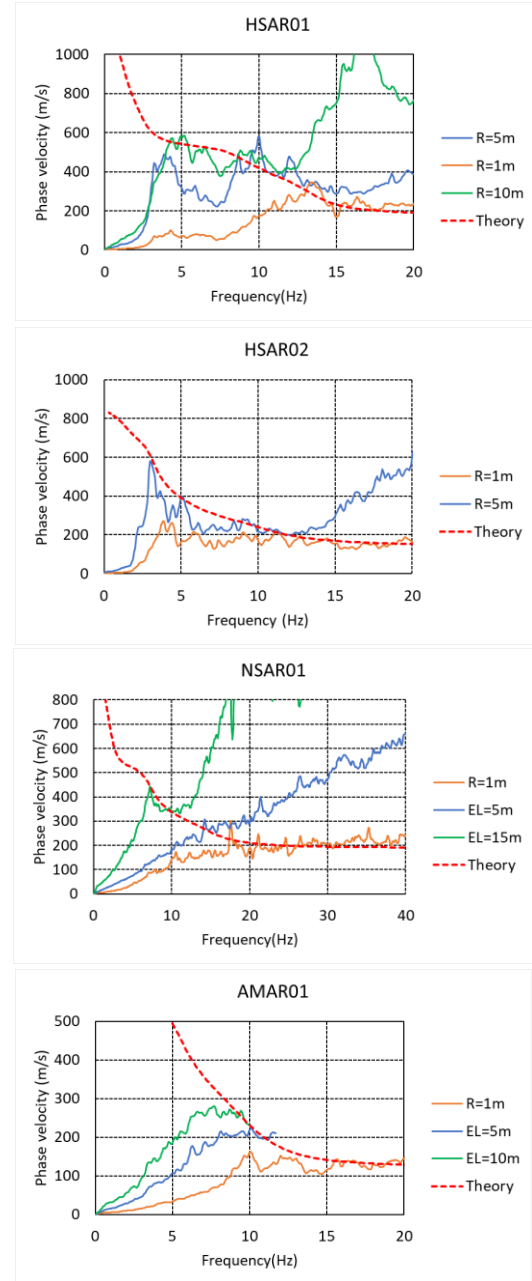 HSAR01
1000
800
600
400
200
0
Phase velocity (m/s)
0 5 10 15 20
Frequency(Hz)
R=5m
R=1m
R=10m
Theory
HSAR02
1000
800
600
400
200
0
Phase velocity (m/s)
0 5 10 15 20
Frequency (Hz)
R=1m
R=5m
Theory
NSAR01
800
700
600
500
400
300
200
100
0
Phase velocity (m/s)
0 10 20 30 40
Frequency(Hz)
R=1m
EL=5m
EL=15m
Theory
AMAR01
500
400
300
200
100
0
Phase velocity (m/s)
0 5 10 15 20
Frequency(Hz)
R=1m
EL=5m
EL=10m
Theory